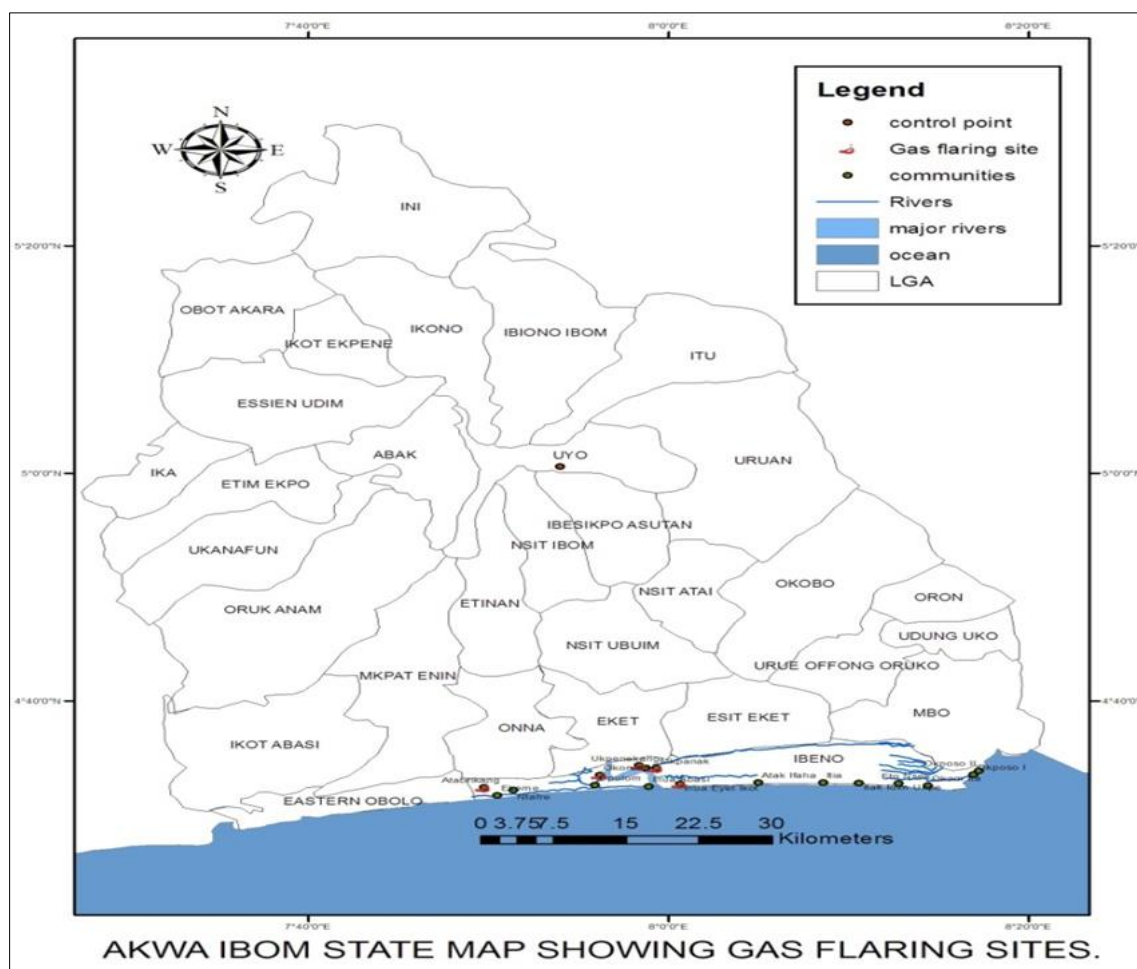 7°40'0"E 8°0'0"E 8°20'0"E
Legend
control point
Gas flaring site
communities
Rivers
major rivers
ocean
LGA
N
W E
S
INI
5°20'0"N 5°20'0"N
OBOT AKARA
IKOT EKPENE
IKONO
IBIONO IBOM
ITU
ESSIEN UDIM
ABAK
UYO
URUAN
IKA
5°0'0"N 5°0'0"N
ETIM EKPO
IBESIKPO ASUTAN
UKANAFUN
NSIT IBOM
ORUK ANAM
ETINAN
NSIT ATAI
OKOBO
ORON
UDUNG UKO
NSIT UBUIM
URUE OFFONG ORUKO
MKPAT ENIN
4°40'0"N 4°40'0"N
MBO
ONNA
EKET
ESIT EKET
IKOT ABASI
IBENO
Okposo II
Okposo I
Atak Ifaha
Itia
EASTERN OBOLO
0 3.75 7.5 15 22.5 30
Kilometers
7°40'0"E 8°0'0"E 8°20'0"E
AKWA IBOM STATE MAP SHOWING GAS FLARING SITES.